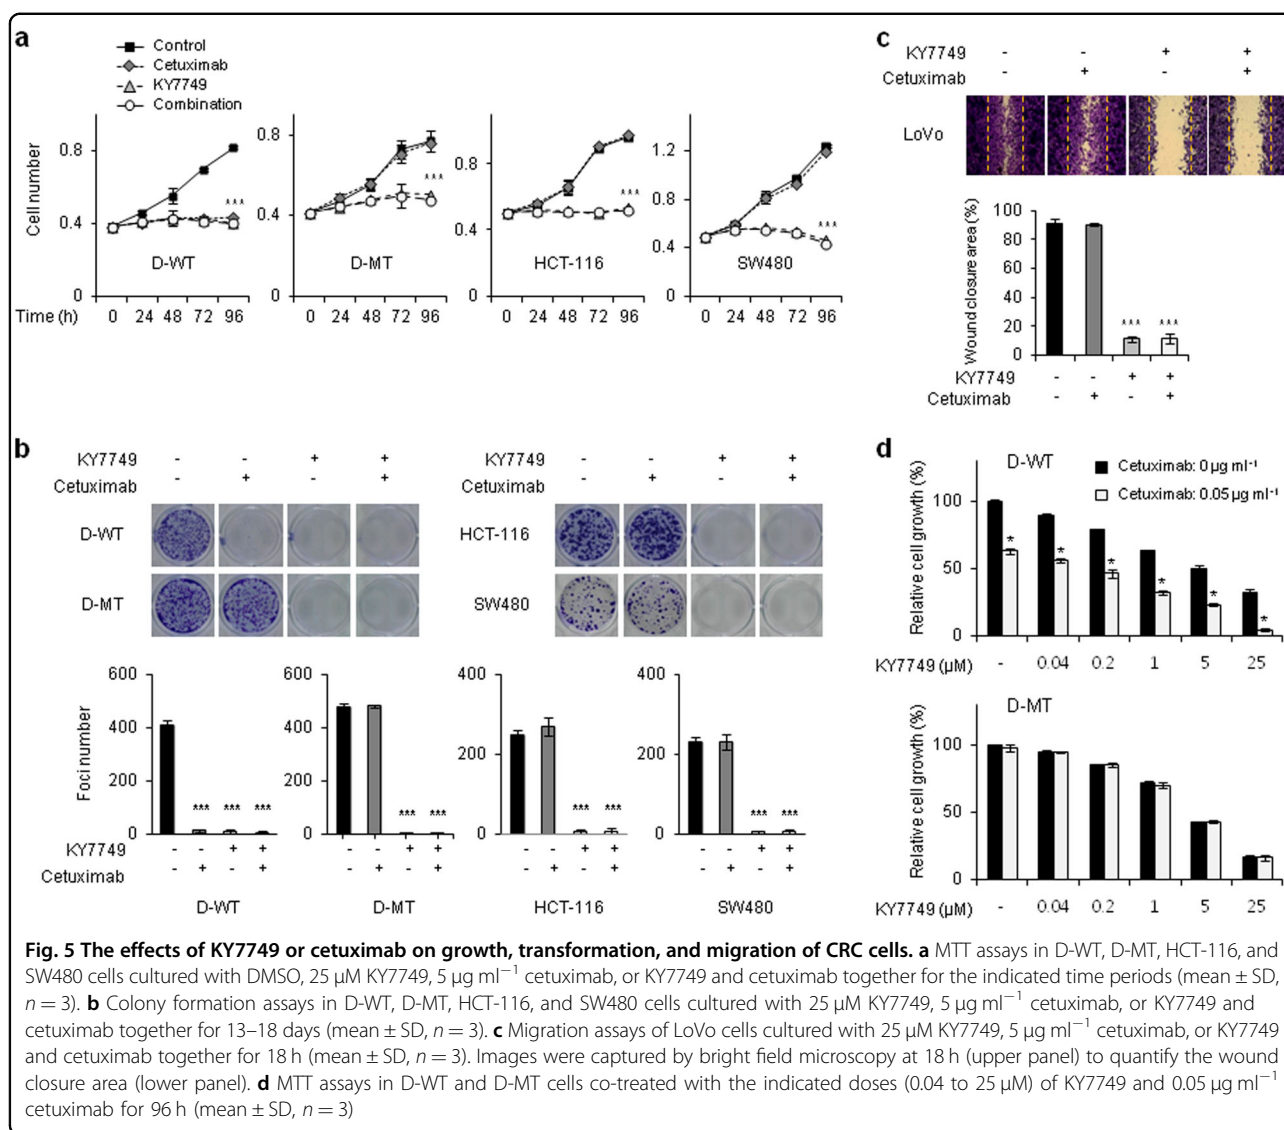 a
Control
Cetuximab
KY7749
Combination
Cell number
0.8 0.8 0.8 1.2
0.8
0.4 0.4 0.4 0.4
*** *** *** ***
D-WT D-MT HCT-116 SW480
0 0 0 0
Time (h) 0 24 48 72 96 0 24 48 72 96 0 24 48 72 96 0 24 48 72 96
c
KY7749 - - + +
Cetuximab - + - +
LoVo
Wound closure area (%)
100
80
60
40
20
0
*** ***
KY7749 - - + +
Cetuximab - + - +
b
KY7749 - - + + - - + +
Cetuximab - + - + - + - +
D-WT HCT-116
D-MT SW480
Foci number
600 600 400 400
400 400
200 200 200 200
0 0 0 0
*** *** *** *** *** *** *** *** ***
KY7749 - - + + - - + + - - + + - - + +
Cetuximab - + - + - + - + - + - + - + - +
D-WT D-MT HCT-116 SW480
d
D-WT
Cetuximab: 0 µg ml⁻¹
Cetuximab: 0.05 µg ml⁻¹
Relative cell growth (%)
100
50
0
* * * * * *
KY7749 (µM) - 0.04 0.2 1 5 25
D-MT
Relative cell growth (%)
100
50
0
KY7749 (µM) - 0.04 0.2 1 5 25
Fig. 5 The effects of KY7749 or cetuximab on growth, transformation, and migration of CRC cells. a MTT assays in D-WT, D-MT, HCT-116, and
SW480 cells cultured with DMSO, 25 µM KY7749, 5 µg ml⁻¹ cetuximab, or KY7749 and cetuximab together for the indicated time periods (mean ± SD,
n = 3). b Colony formation assays in D-WT, D-MT, HCT-116, and SW480 cells cultured with 25 µM KY7749, 5 µg ml⁻¹ cetuximab, or KY7749 and
cetuximab together for 13–18 days (mean ± SD, n = 3). c Migration assays of LoVo cells cultured with 25 µM KY7749, 5 µg ml⁻¹ cetuximab, or KY7749
and cetuximab together for 18 h (mean ± SD, n = 3). Images were captured by bright field microscopy at 18 h (upper panel) to quantify the wound
closure area (lower panel). d MTT assays in D-WT and D-MT cells co-treated with the indicated doses (0.04 to 25 µM) of KY7749 and 0.05 µg ml⁻¹
cetuximab for 96 h (mean ± SD, n = 3)